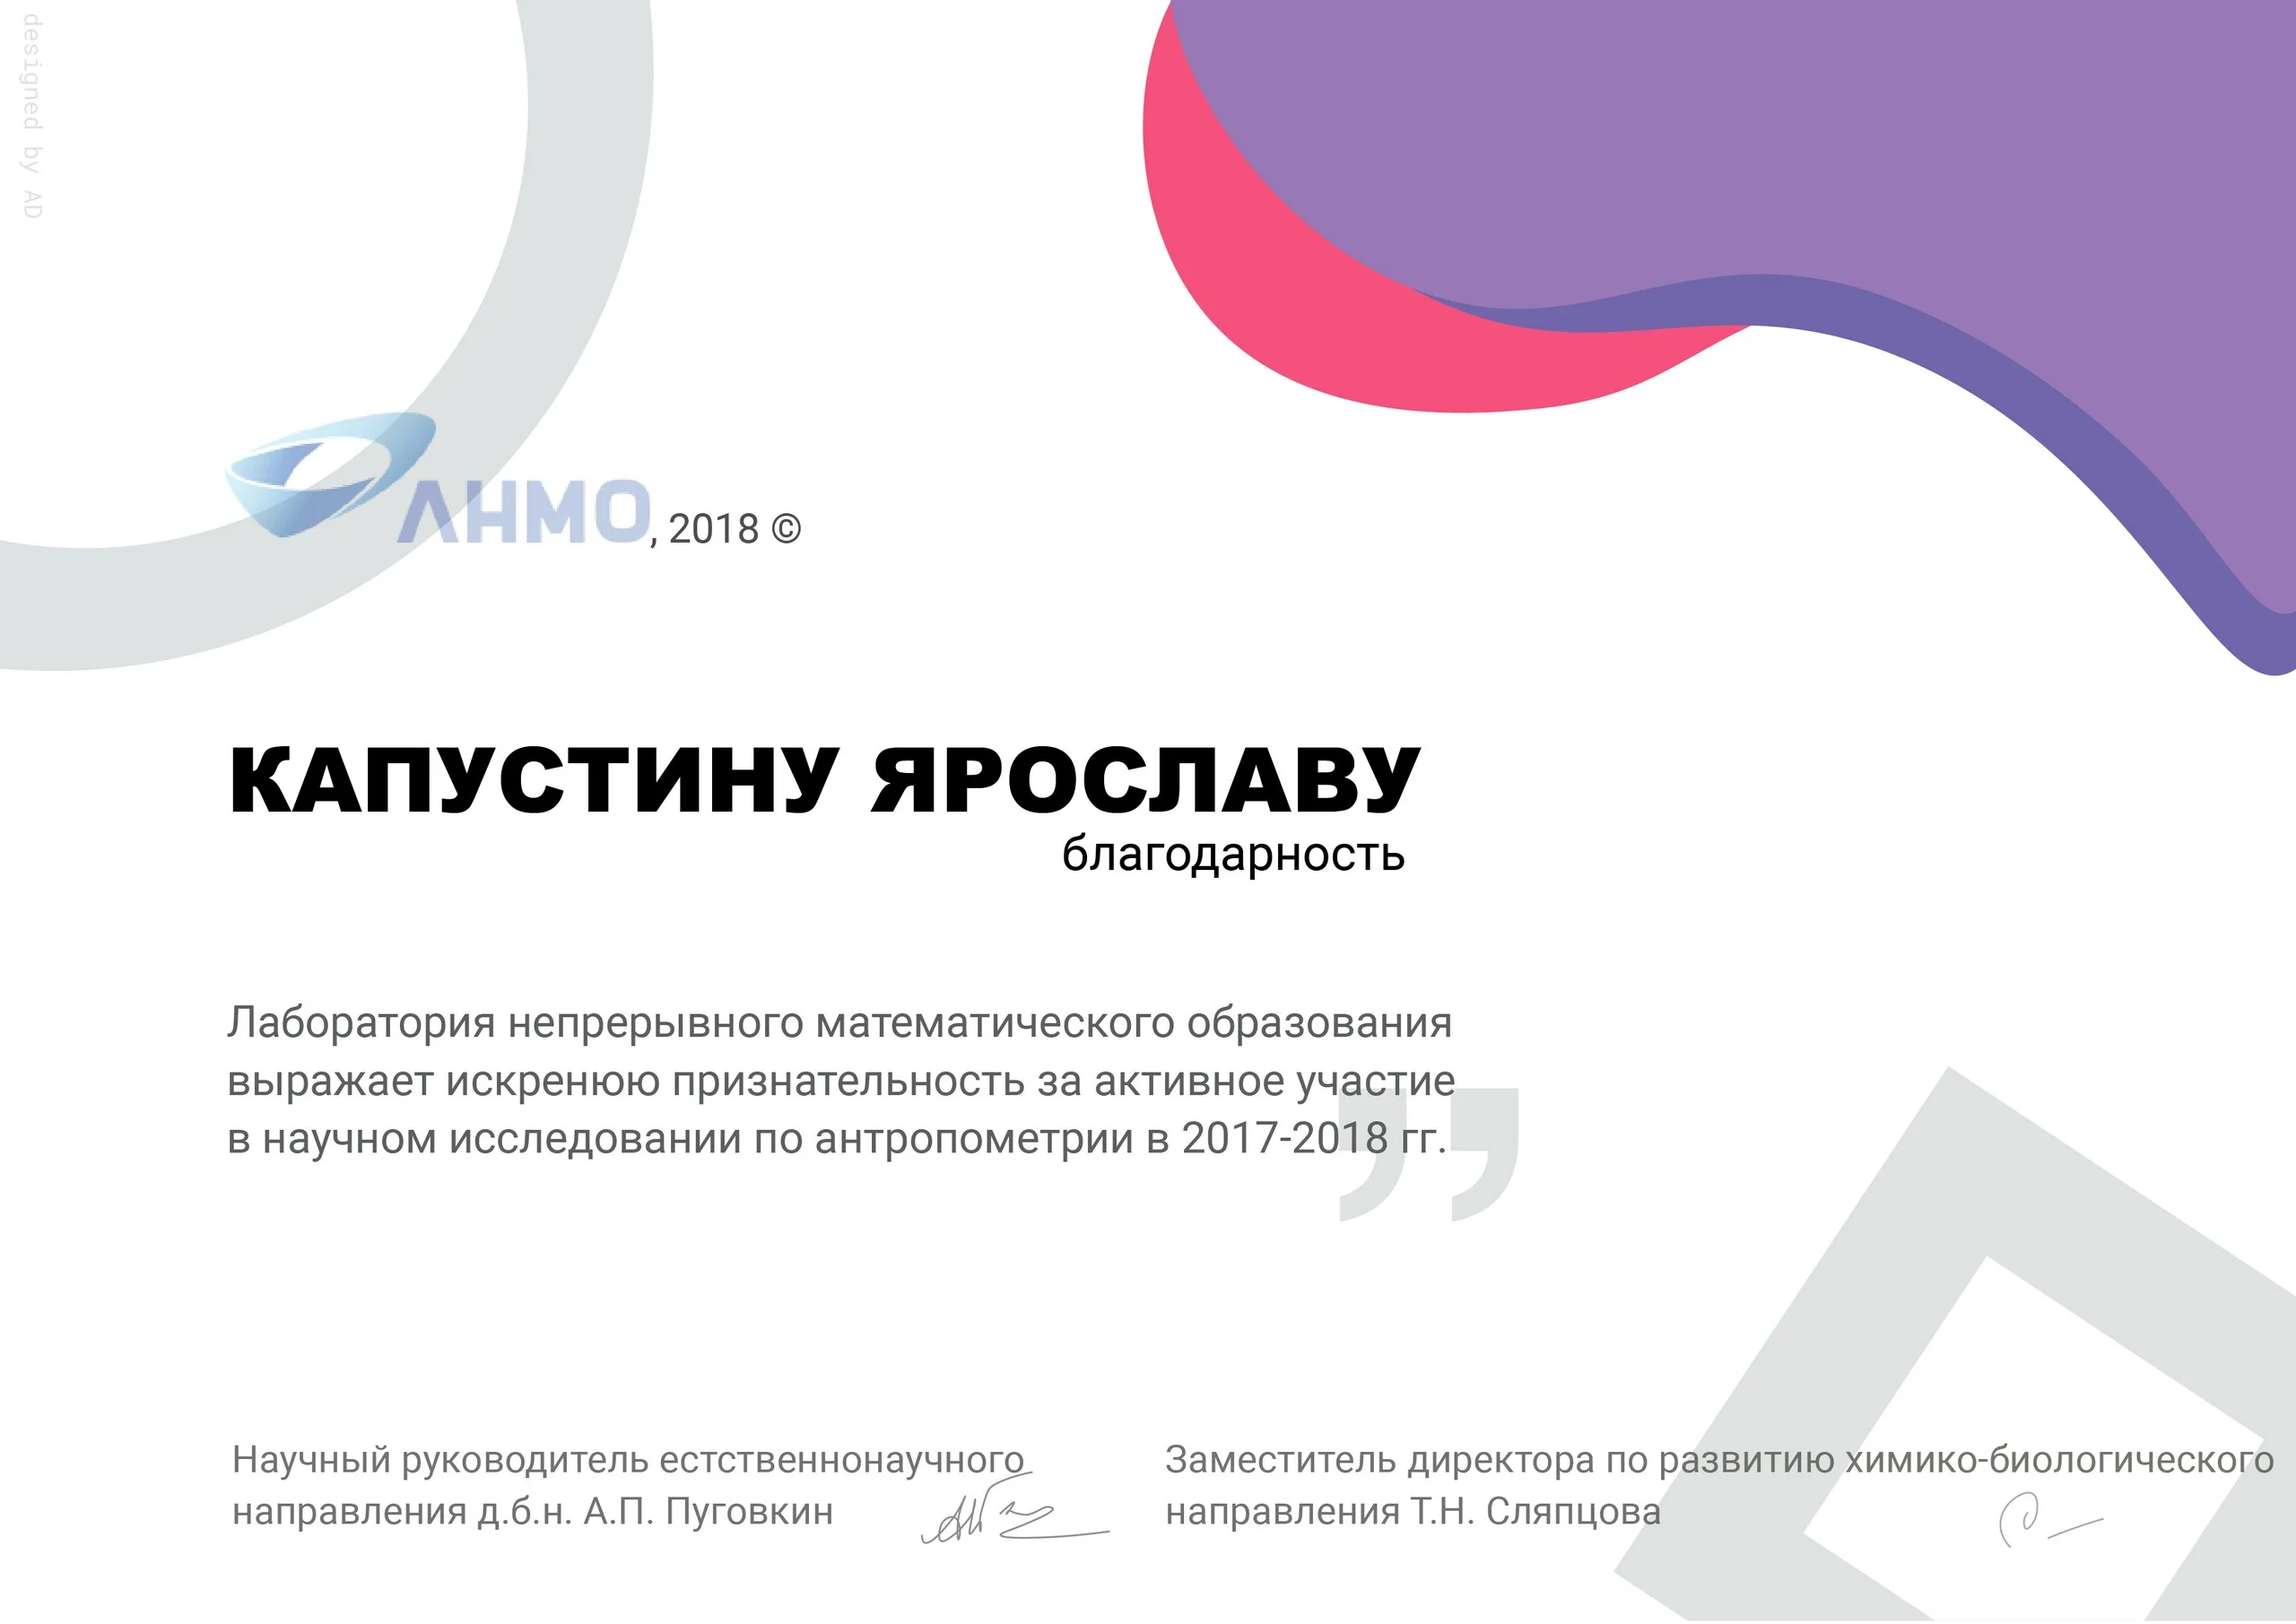 designed by AD
ЛНМО, 2018 ©
КАПУСТИНУ ЯРОСЛАВУ
благодарность
Лаборатория непрерывного математического образования
выражает искренюю признательность за активное участие
в научном исследовании по антропометрии в 2017-2018 гг.
”
Научный руководитель естственнонаучного
направления д.б.н. А.П. Пуговкин
Заместитель директора по развитию химико-биологического
направления Т.Н. Сляпцова